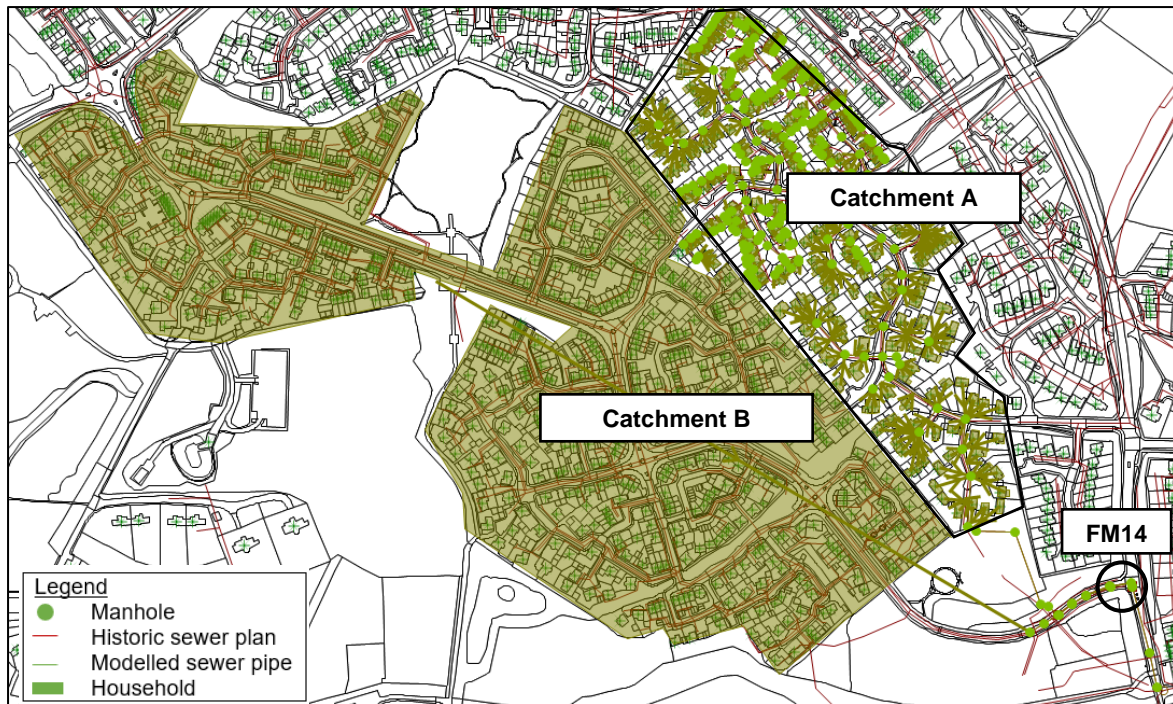 Catchment A
Catchment B
FM14
Legend
Manhole
Historic sewer plan
Modelled sewer pipe
Household